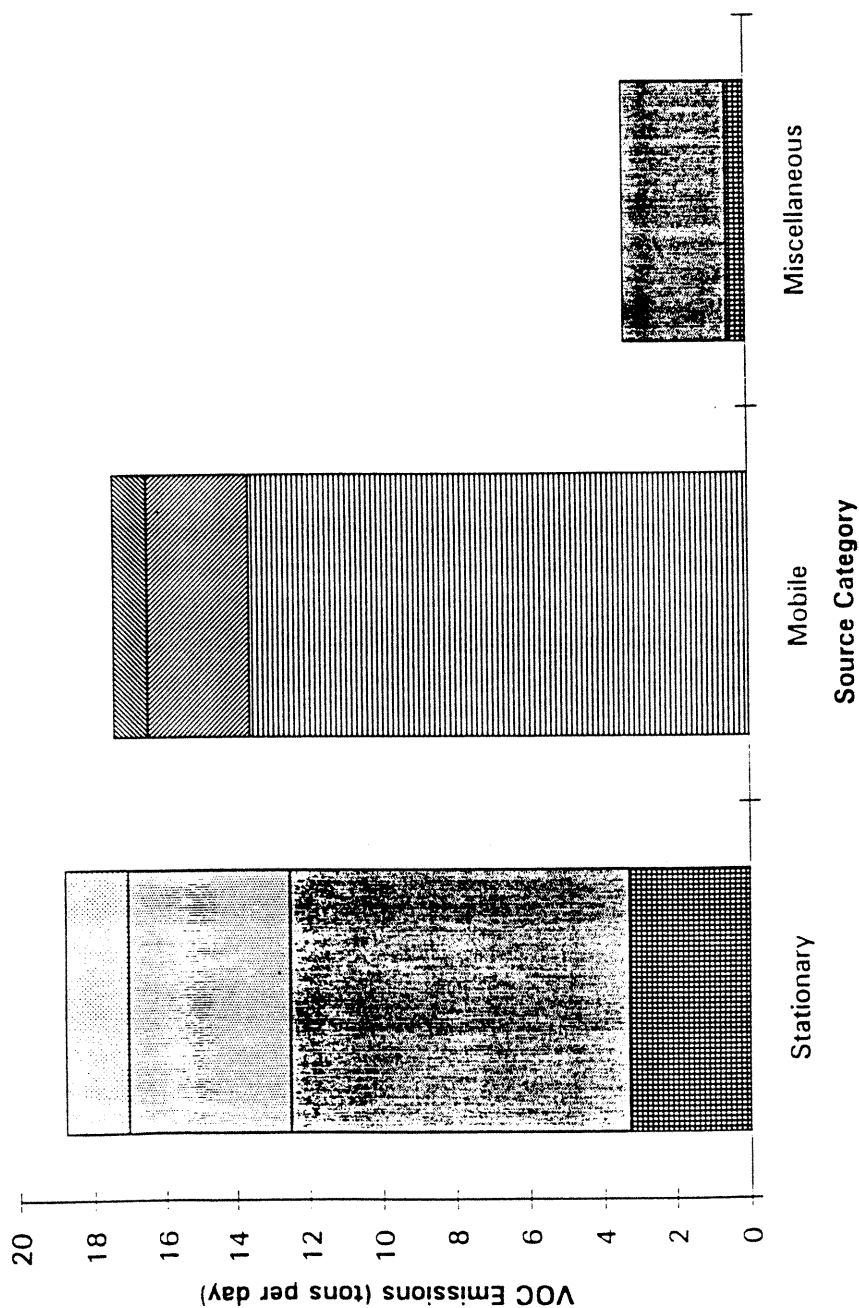 VOC Emissions (tons per day)
20
18
16
14
12
10
8
6
4
2
0
Stationary
Mobile
Miscellaneous
Source Category